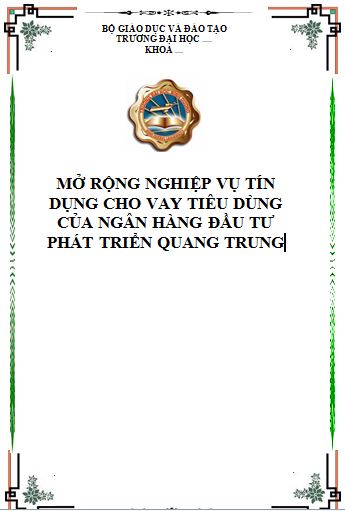 BỘ GIÁO DỤC VÀ ĐÀO TẠO
TRƯỜNG ĐẠI HỌC .....
KHOA ....
MỞ RỘNG NGHIỆP VỤ TÍN
DỤNG CHO VAY TIÊU DÙNG
CỦA NGÂN HÀNG ĐẦU TƯ
PHÁT TRIỂN QUANG TRUNG